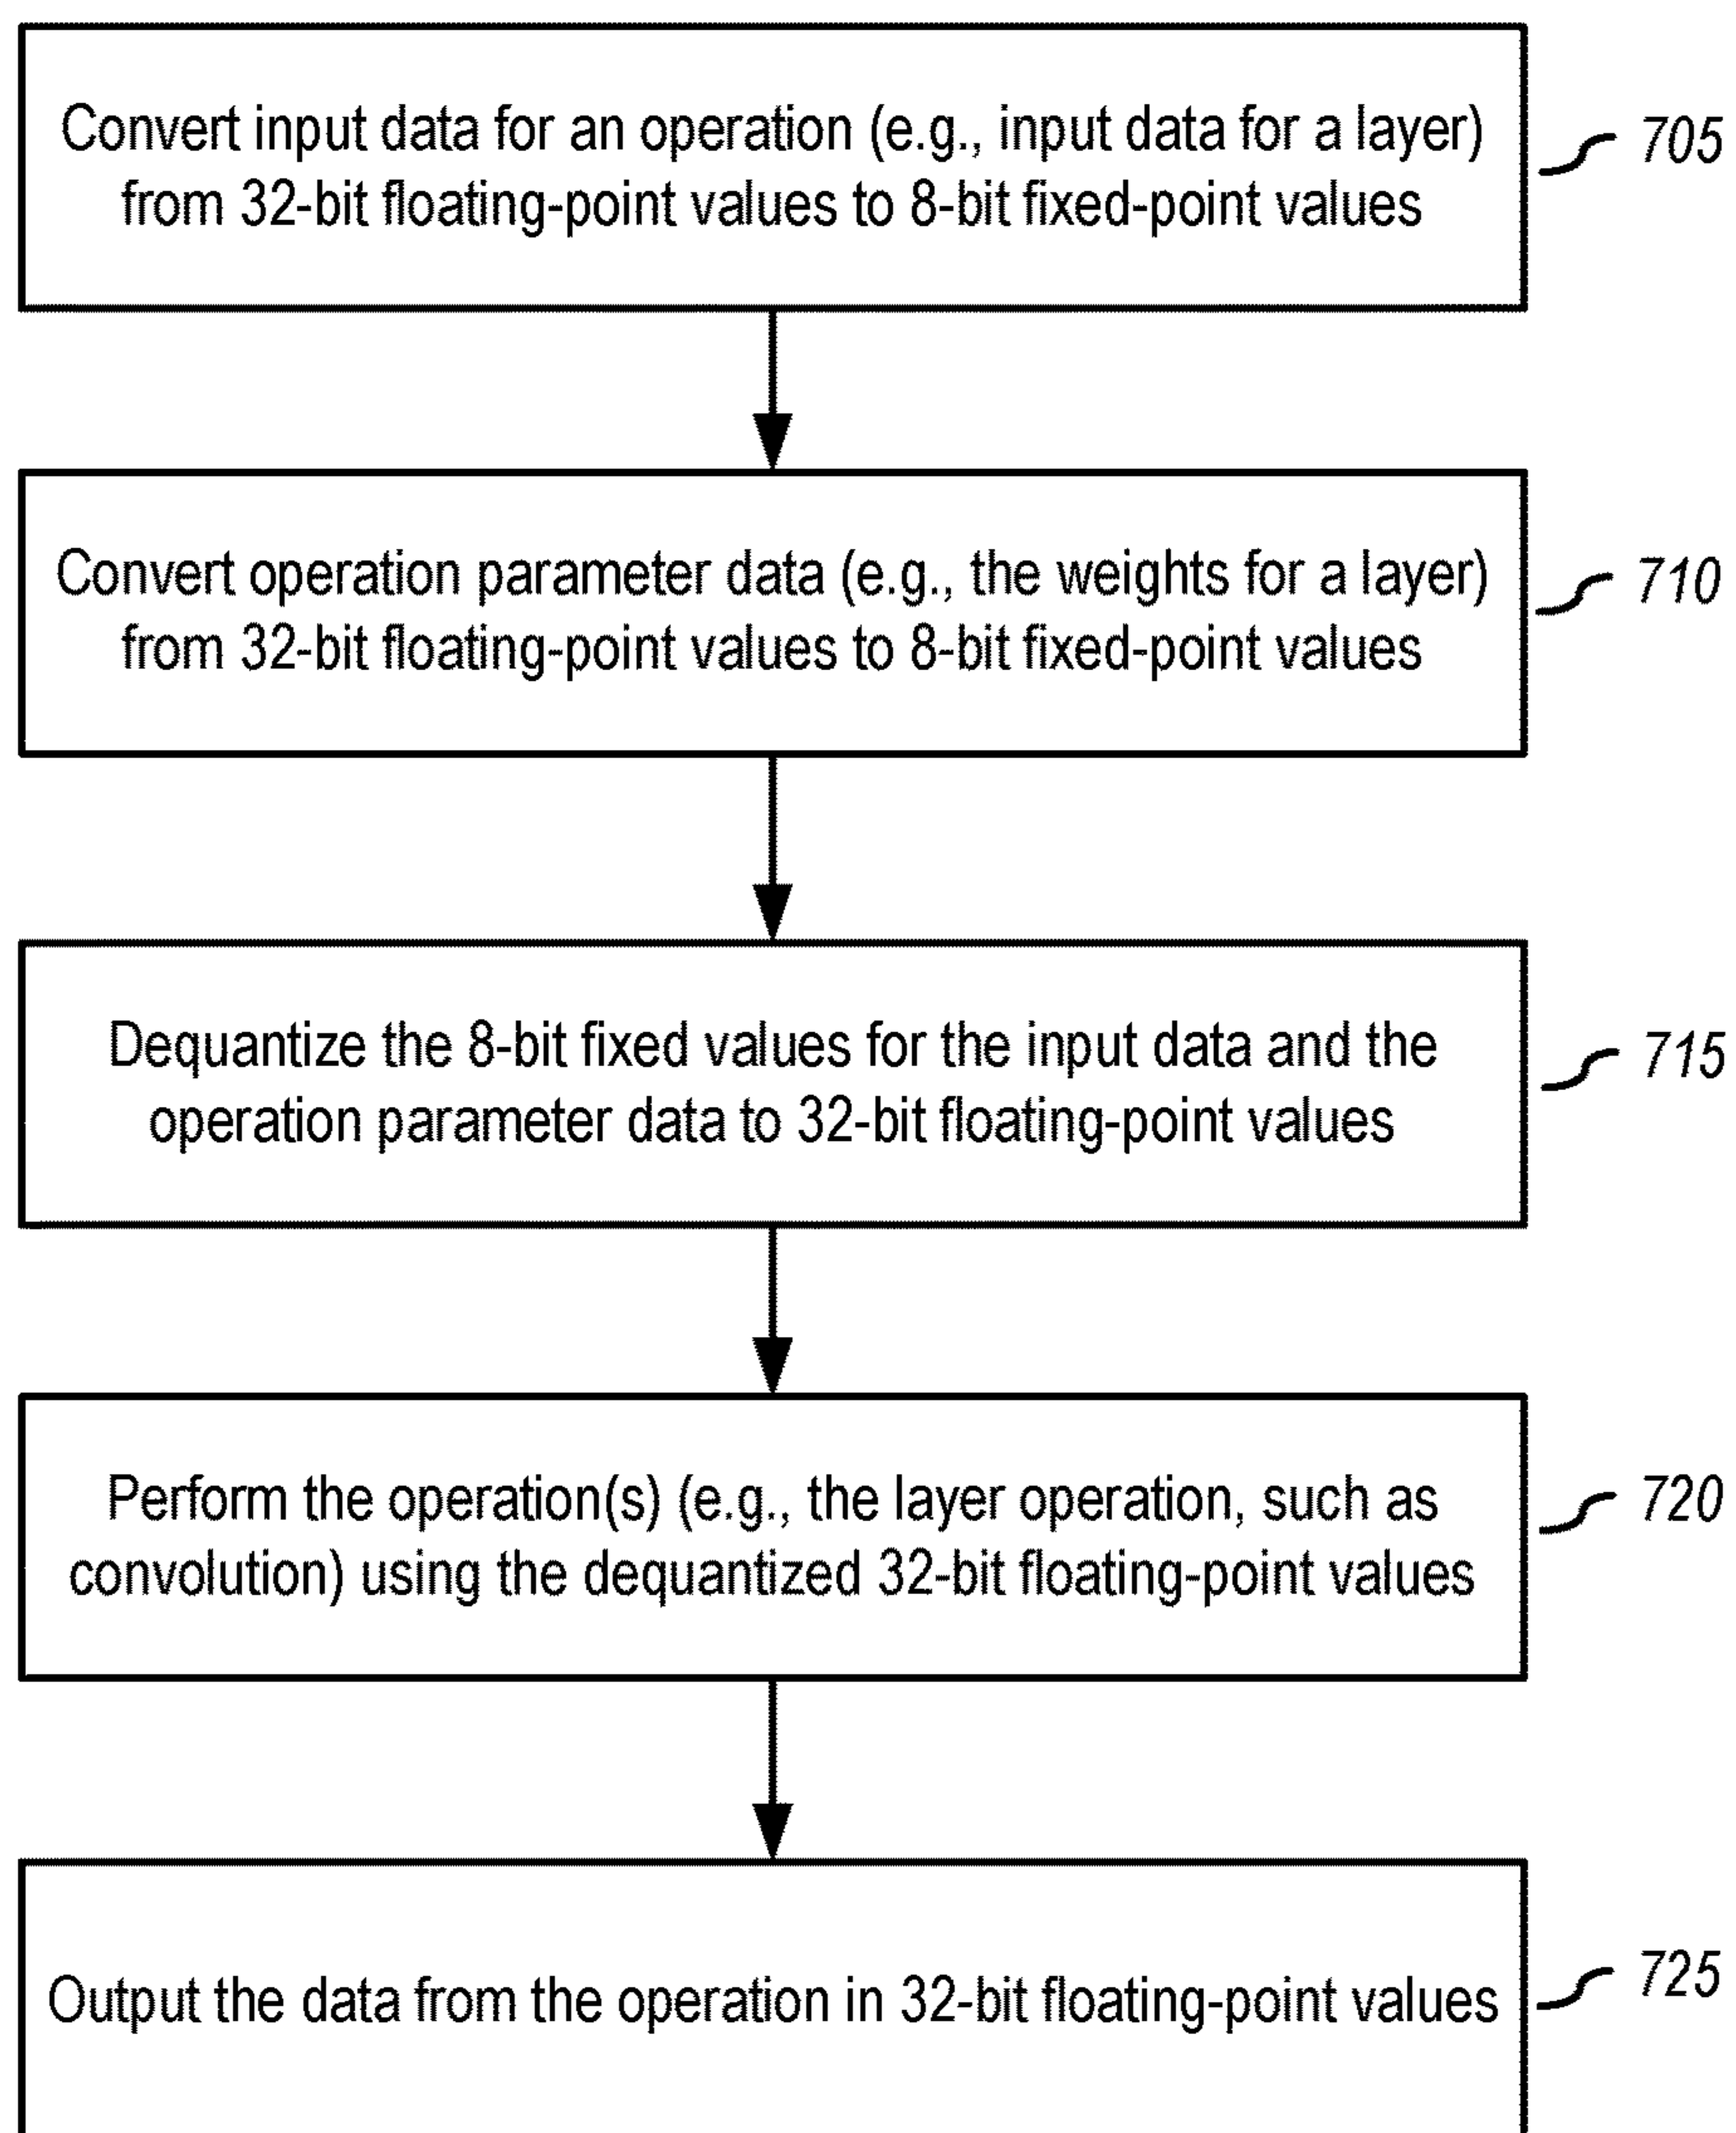 Convert input data for an operation (e.g., input data for a layer)
from 32-bit floating-point values to 8-bit fixed-point values
705
Convert operation parameter data (e.g., the weights for a layer)
from 32-bit floating-point values to 8-bit fixed-point values
710
Dequantize the 8-bit fixed values for the input data and the
operation parameter data to 32-bit floating-point values
715
Perform the operation(s) (e.g., the layer operation, such as
convolution) using the dequantized 32-bit floating-point values
720
Output the data from the operation in 32-bit floating-point values
725